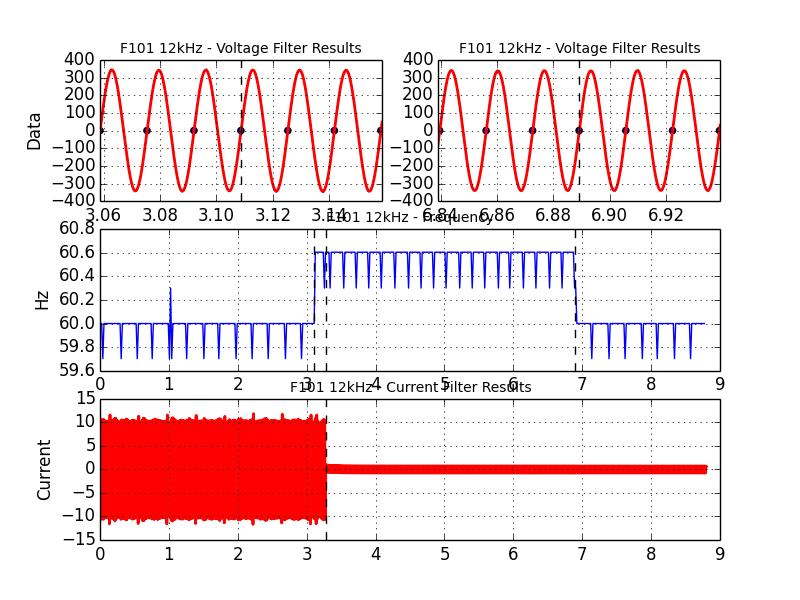 F101 12kHz - Voltage Filter Results
F101 12kHz - Voltage Filter Results
400
300
200
100
0
−100
−200
−300
−400
Data
3.06 3.08 3.10 3.12 3.14
400
300
200
100
0
−100
−200
−300
−400
6.84 6.86 6.88 6.90 6.92
F101 12kHz - Frequency
60.8
60.6
60.4
60.2
60.0
59.8
59.6
Hz
0 1 2 3 4 5 6 7 8 9
F101 12kHz - Current Filter Results
15
10
5
0
−5
−10
−15
Current
0 1 2 3 4 5 6 7 8 9